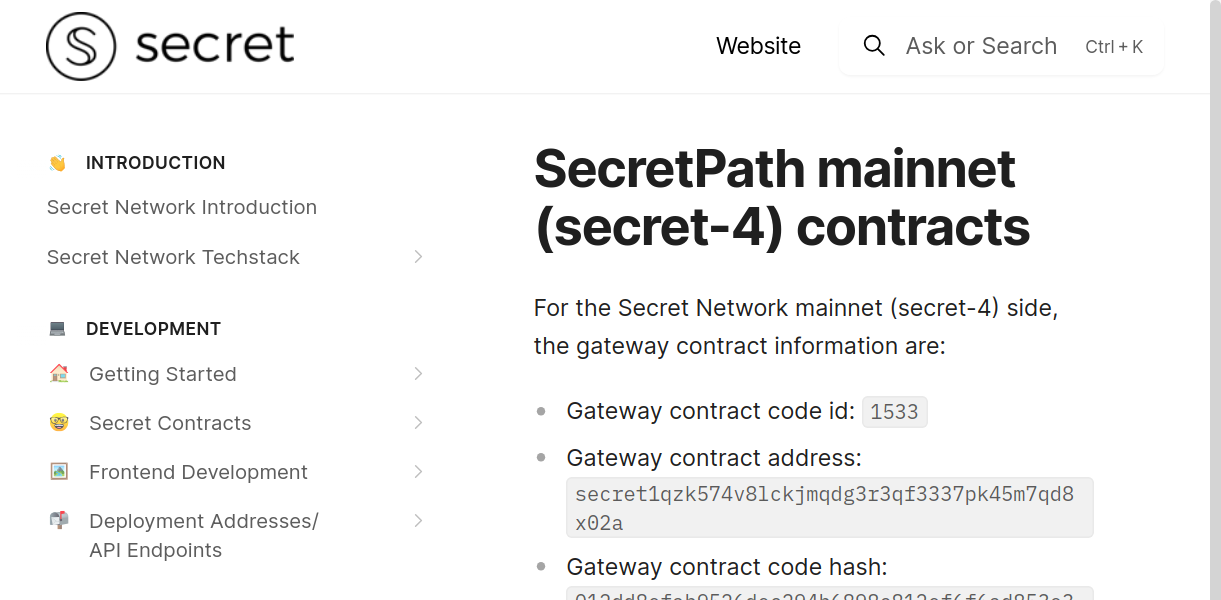 secret
Website
Ask or Search
Ctrl + K
INTRODUCTION
Secret Network Introduction
Secret Network Techstack
DEVELOPMENT
Getting Started
Secret Contracts
Frontend Development
Deployment Addresses/
API Endpoints
SecretPath mainnet
(secret-4) contracts
For the Secret Network mainnet (secret-4) side,
the gateway contract information are:
Gateway contract code id: 1533
Gateway contract address:
secret1qzk574v8lckjmqdg3r3qf3337pk45m7qd8
x02a
Gateway contract code hash: